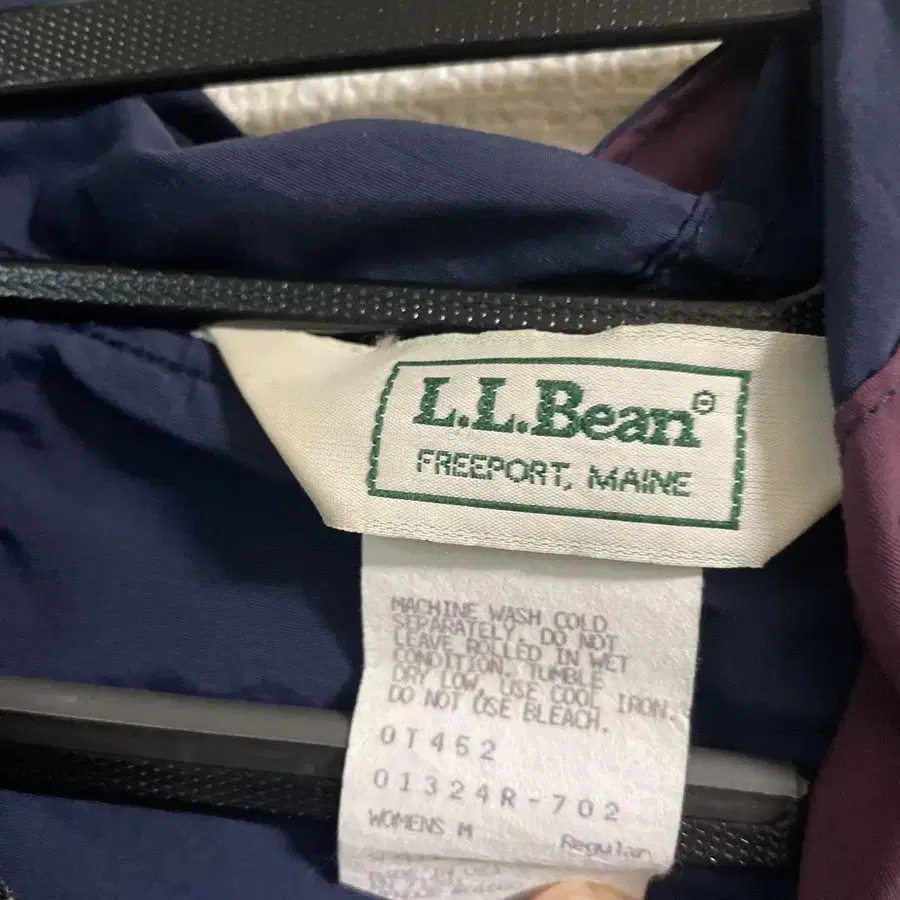 L.L.Bean®
FREEPORT, MAINE
MACHINE WASH COLD
SEPARATELY. DO NOT
LEAVE ROLLED IN WET
CONDITION. TUMBLE
DRY LOW, USE COOL IRON.
DO NOT USE BLEACH.
OT452
01324R-702
WOMENS M Regular